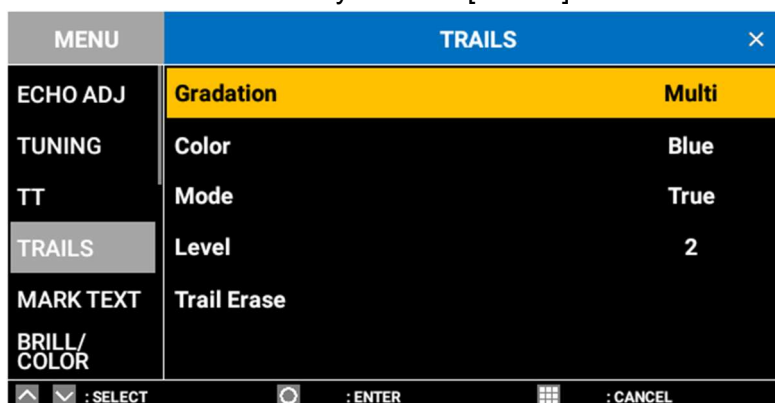 MENU
TRAILS ×
ECHO ADJ
Gradation Multi
TUNING
Color Blue
TT
Mode True
TRAILS
Level 2
MARK TEXT
Trail Erase
BRILL/
COLOR
: SELECT : ENTER : CANCEL